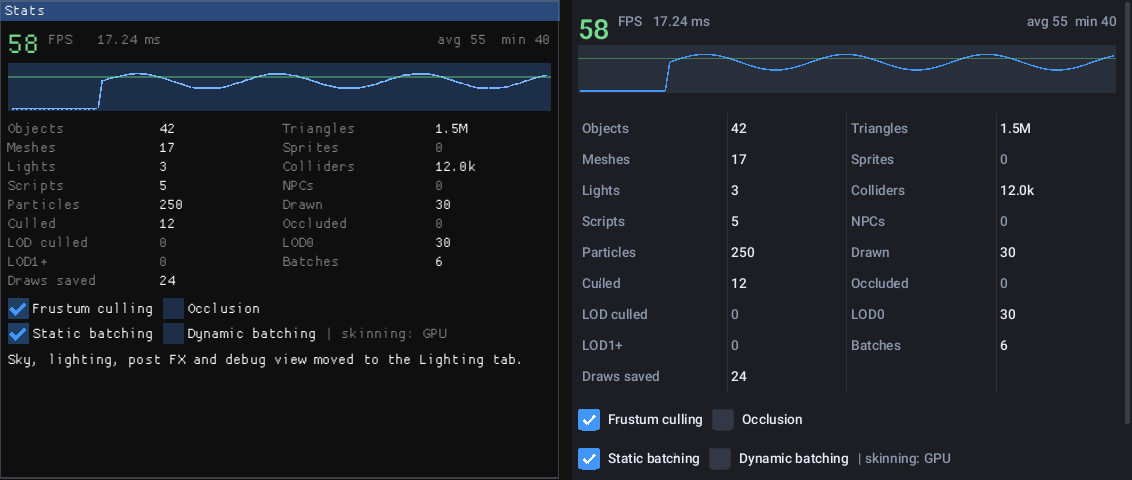 Stats
58 FPS 17.24 ms avg 55 min 40
Objects 42 Triangles 1.5M
Meshes 17 Sprites 0
Lights 3 Colliders 12.0k
Scripts 5 NPCs 0
Particles 250 Drawn 30
Culled 12 Occluded 0
LOD culled 0 LOD0 30
LOD1+ 0 Batches 6
Draws saved 24
Frustum culling Occlusion
Static batching Dynamic batching | skinning: GPU
Sky, lighting, post FX and debug view moved to the Lighting tab.
58 FPS 17.24 ms avg 55 min 40
Objects 42 Triangles 1.5M
Meshes 17 Sprites 0
Lights 3 Colliders 12.0k
Scripts 5 NPCs 0
Particles 250 Drawn 30
Culled 12 Occluded 0
LOD culled 0 LOD0 30
LOD1+ 0 Batches 6
Draws saved 24
Frustum culling Occlusion
Static batching Dynamic batching | skinning: GPU